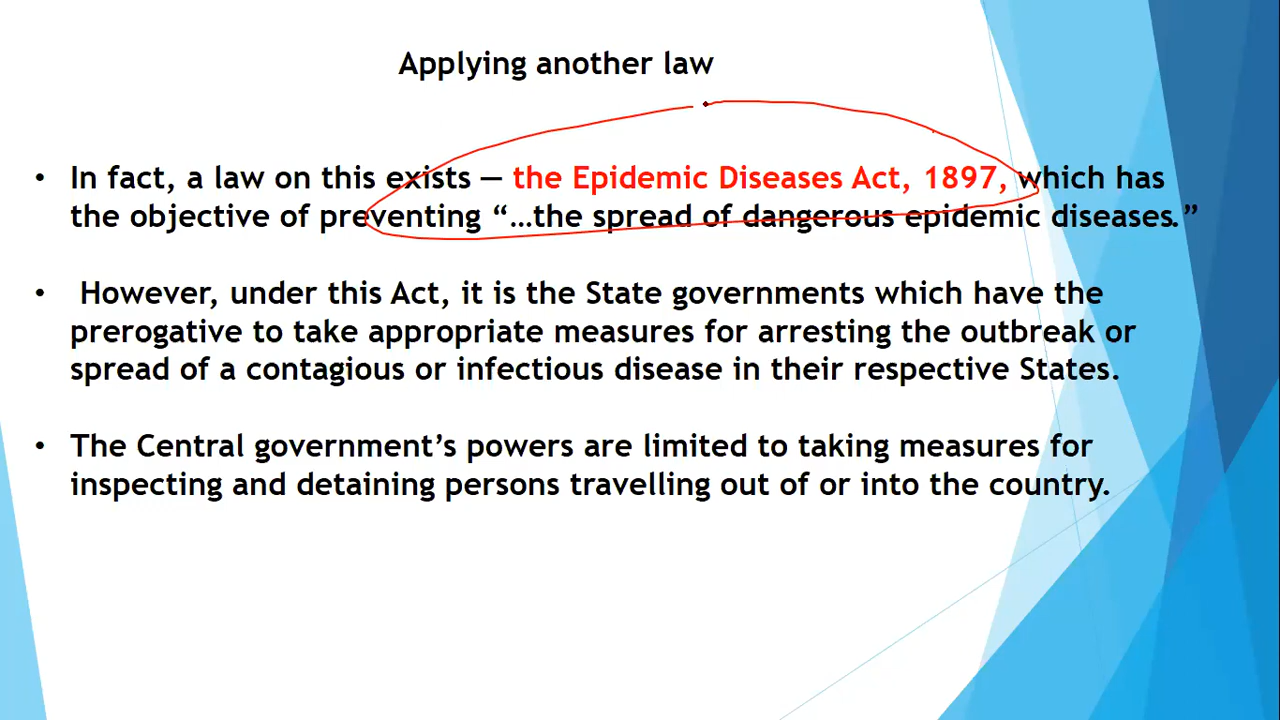 Applying another law
• In fact, a law on this exists — the Epidemic Diseases Act, 1897, which has
the objective of preventing “…the spread of dangerous epidemic diseases.”
• However, under this Act, it is the State governments which have the
prerogative to take appropriate measures for arresting the outbreak or
spread of a contagious or infectious disease in their respective States.
• The Central government’s powers are limited to taking measures for
inspecting and detaining persons travelling out of or into the country.